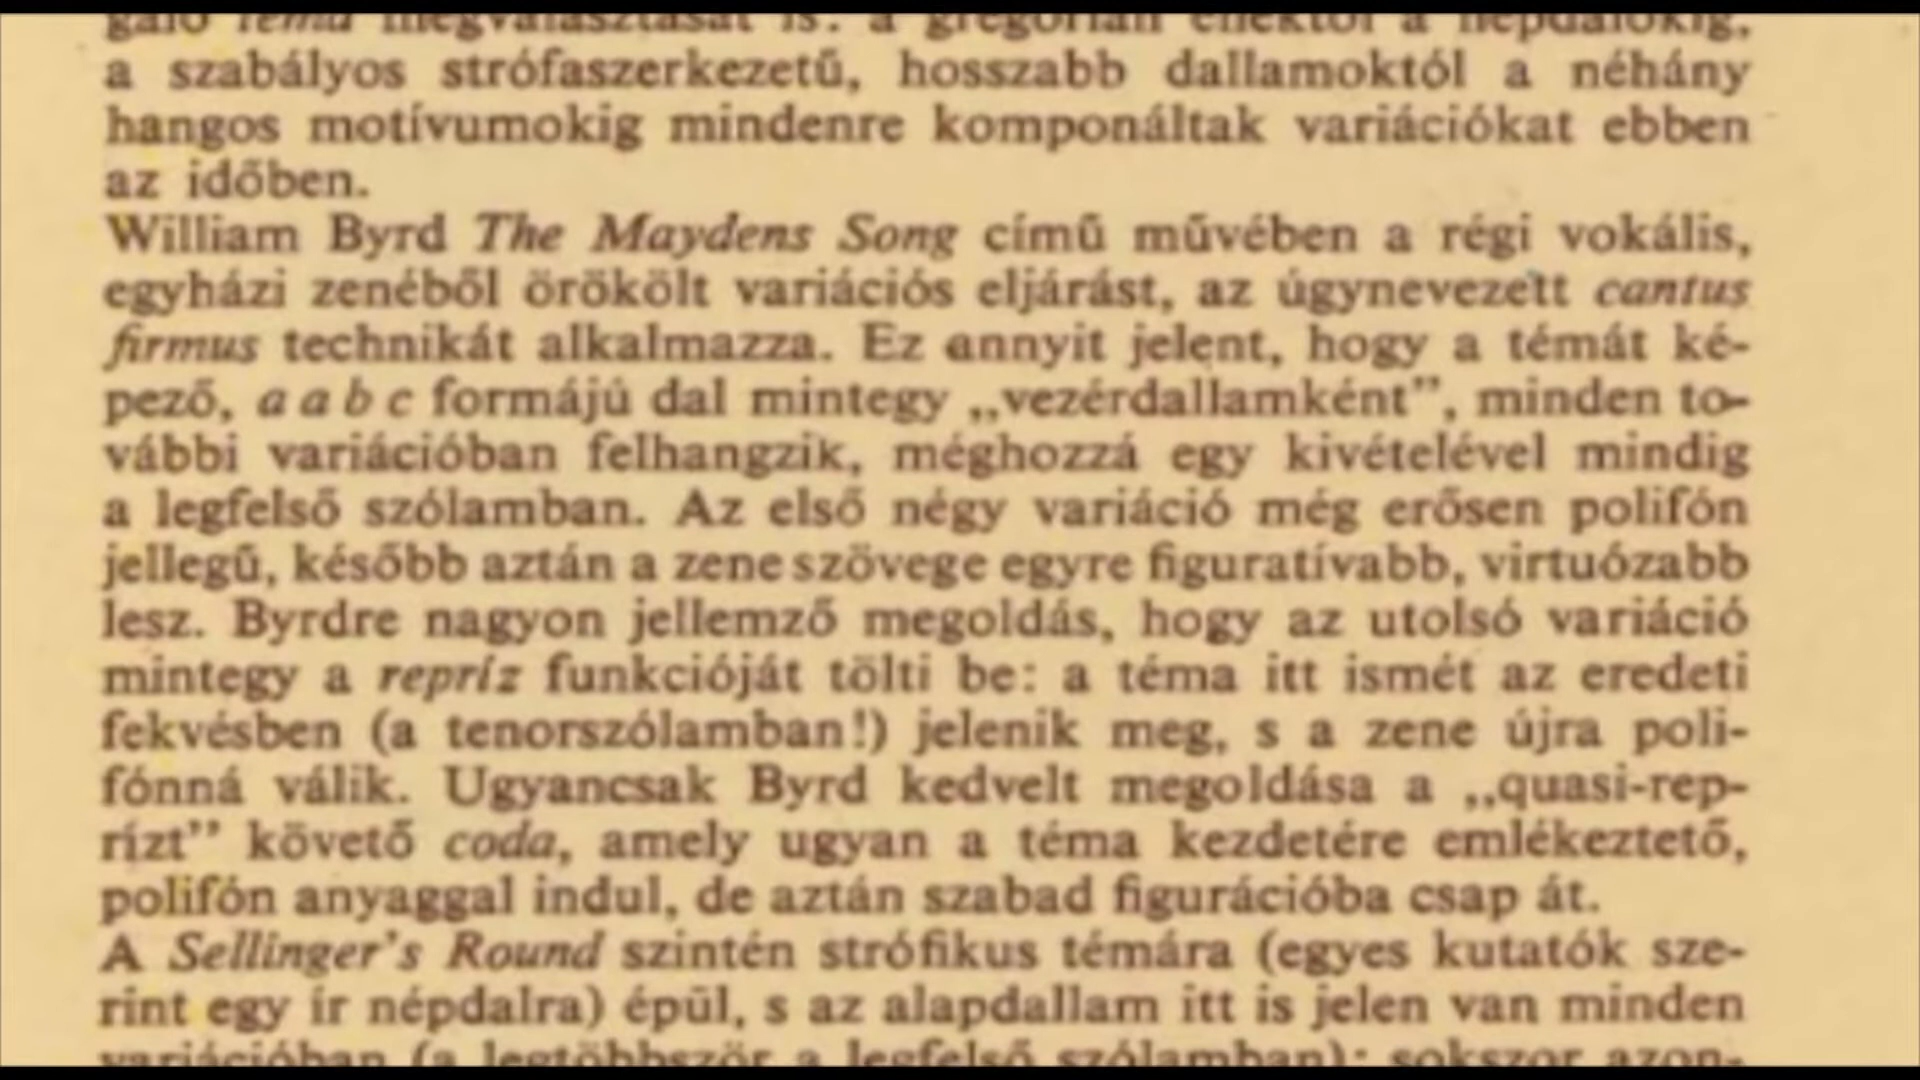 gáló téma megválasztását is: a gregorián énektől a népdalokig,
a szabályos strófaszerkezetű, hosszabb dallamoktól a néhány
hangos motívumokig mindenre komponáltak variációkat ebben
az időben.
William Byrd The Maydens Song című művében a régi vokális,
egyházi zenéből örökölt variációs eljárást, az úgynevezett cantus
firmus technikát alkalmazza. Ez annyit jelent, hogy a témát ké-
pező, a a b c formájú dal mintegy „vezérdallamként”, minden to-
vábbi variációban felhangzik, méghozzá egy kivételével mindig
a legfelső szólamban. Az első négy variáció még erősen polifón
jellegű, később aztán a zene szövege egyre figuratívabb, virtuózabb
lesz. Byrdre nagyon jellemző megoldás, hogy az utolsó variáció
mintegy a repríz funkcióját tölti be: a téma itt ismét az eredeti
fekvésben (a tenorszólamban!) jelenik meg, s a zene újra poli-
fónná válik. Ugyancsak Byrd kedvelt megoldása a „quasi-rep-
rízt” követő coda, amely ugyan a téma kezdetére emlékeztető,
polifón anyaggal indul, de aztán szabad figurációba csap át.
A Sellinger's Round szintén strófikus témára (egyes kutatók sze-
rint egy ír népdalra) épül, s az alapdallam itt is jelen van minden
variációban (a legtöbbször a legfelső szólamban); sokszor azon-